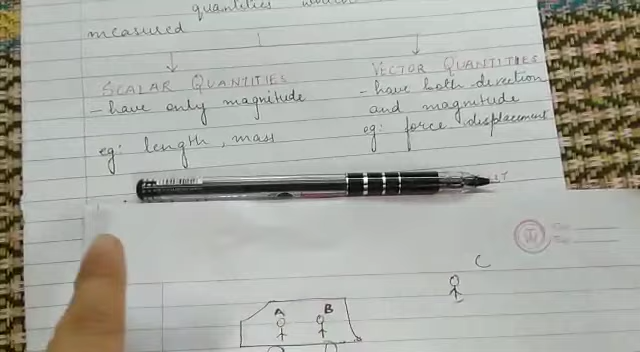 quantities
measured
SCALAR QUANTITIES
- have only magnitude
eg: length, mass
VECTOR QUANTITIES
- have both direction
and magnitude
eg: force displacement
C
A B